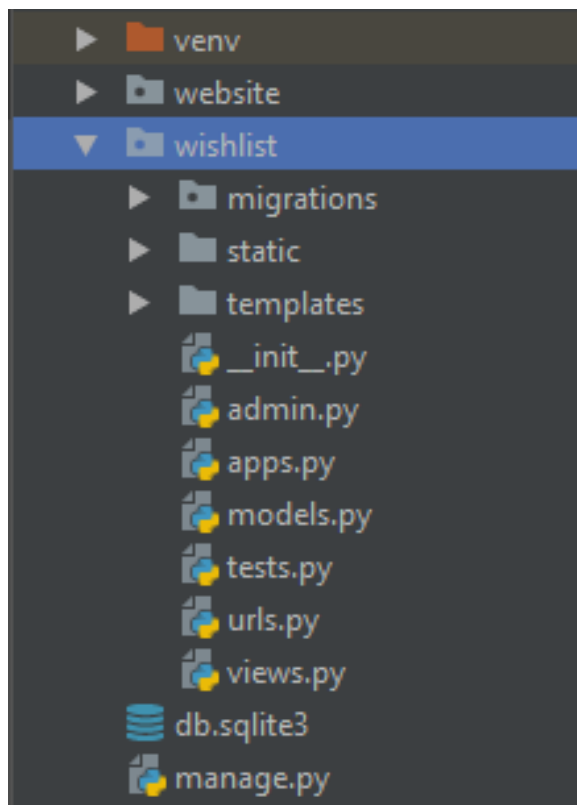 venv
website
wishlist
migrations
static
templates
__init__.py
admin.py
apps.py
models.py
tests.py
urls.py
views.py
db.sqlite3
manage.py